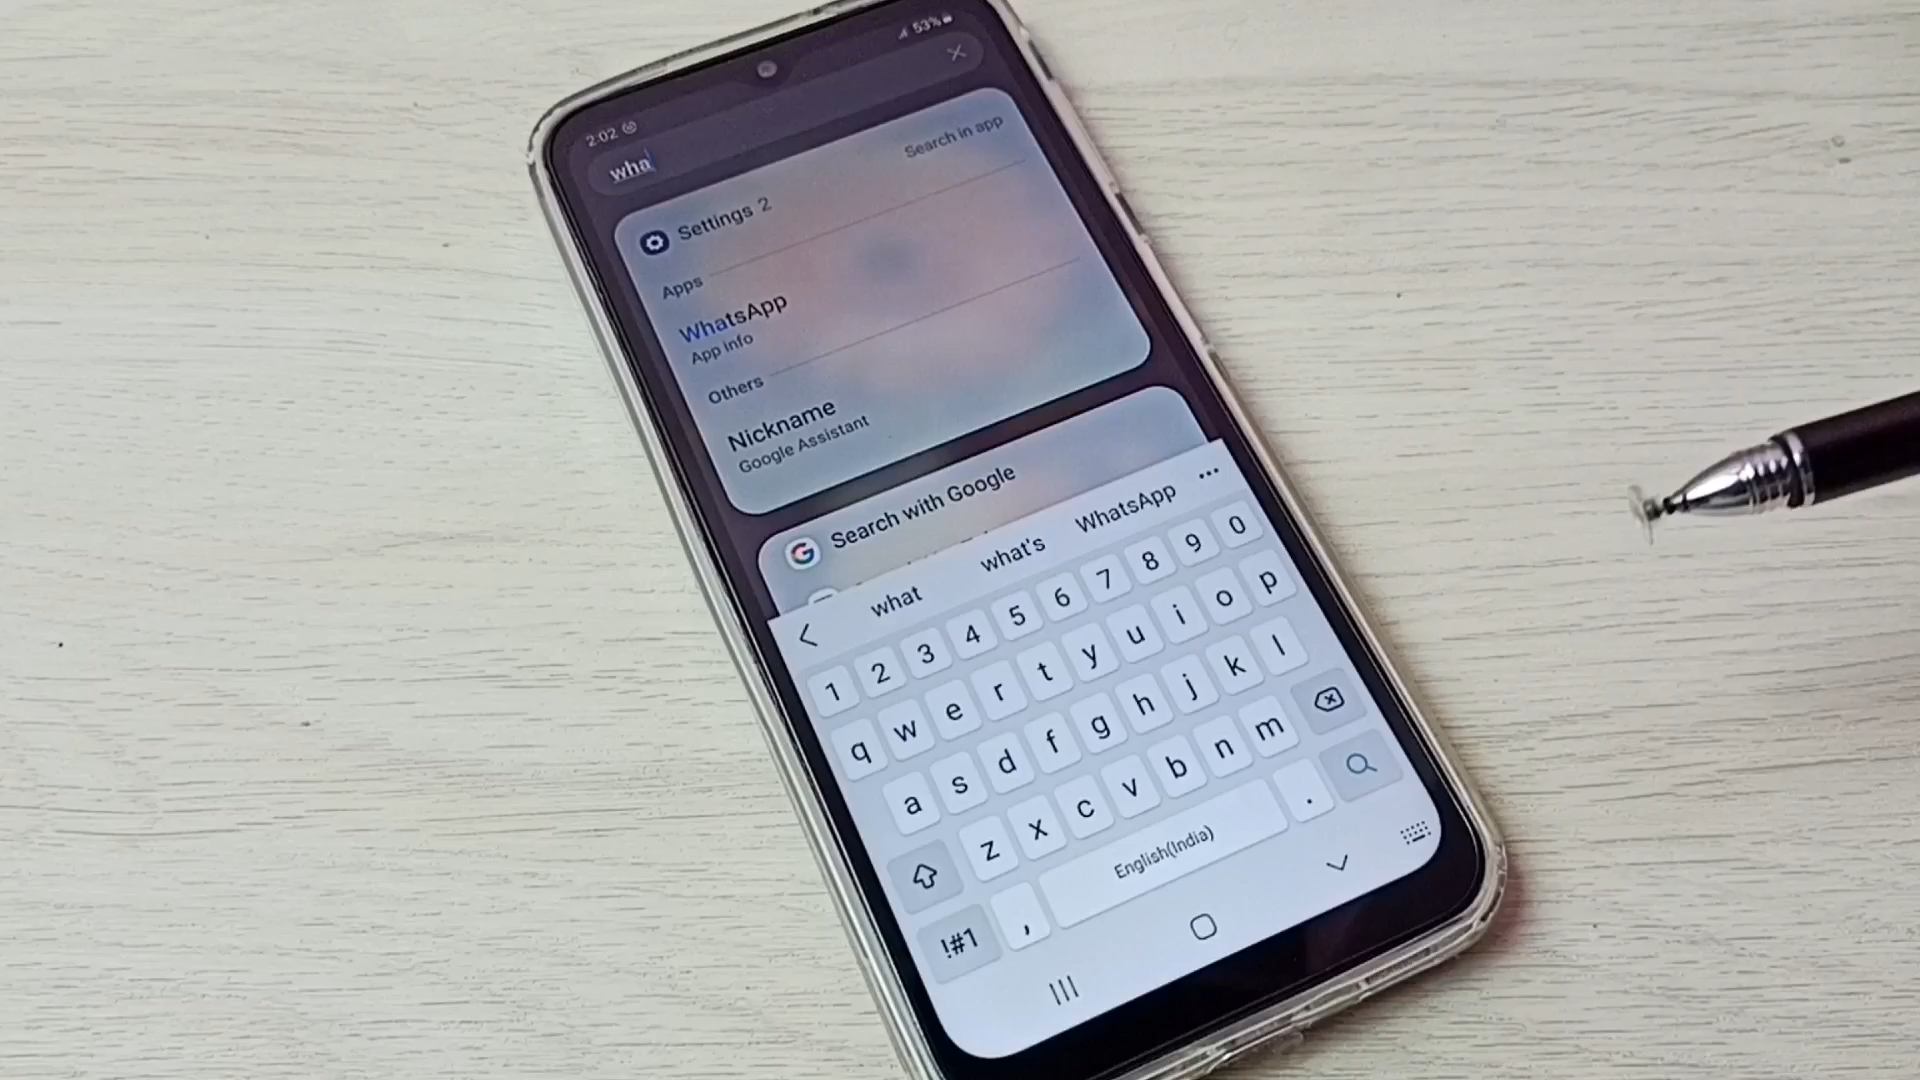 2:02
53%
wha
Settings 2
Search in app
Apps
WhatsApp
App info
Others
Nickname
Google Assistant
G Search with Google
what what's WhatsApp ...
1 2 3 4 5 6 7 8 9 0
q w e r t y u i o p
a s d f g h j k l
z x c v b n m
!#1 , English(India) .